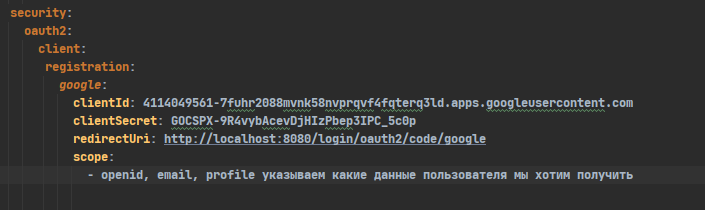 security:
oauth2:
client:
registration:
google:
clientId: 4114049561-7fuhr2088mvnk58nvprqvf4fqterq3ld.apps.googleusercontent.com
clientSecret: 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
redirectUri: http://localhost:8080/login/oauth2/code/google
scope:
- openid, email, profile указываем какие данные пользователя мы хотим получить